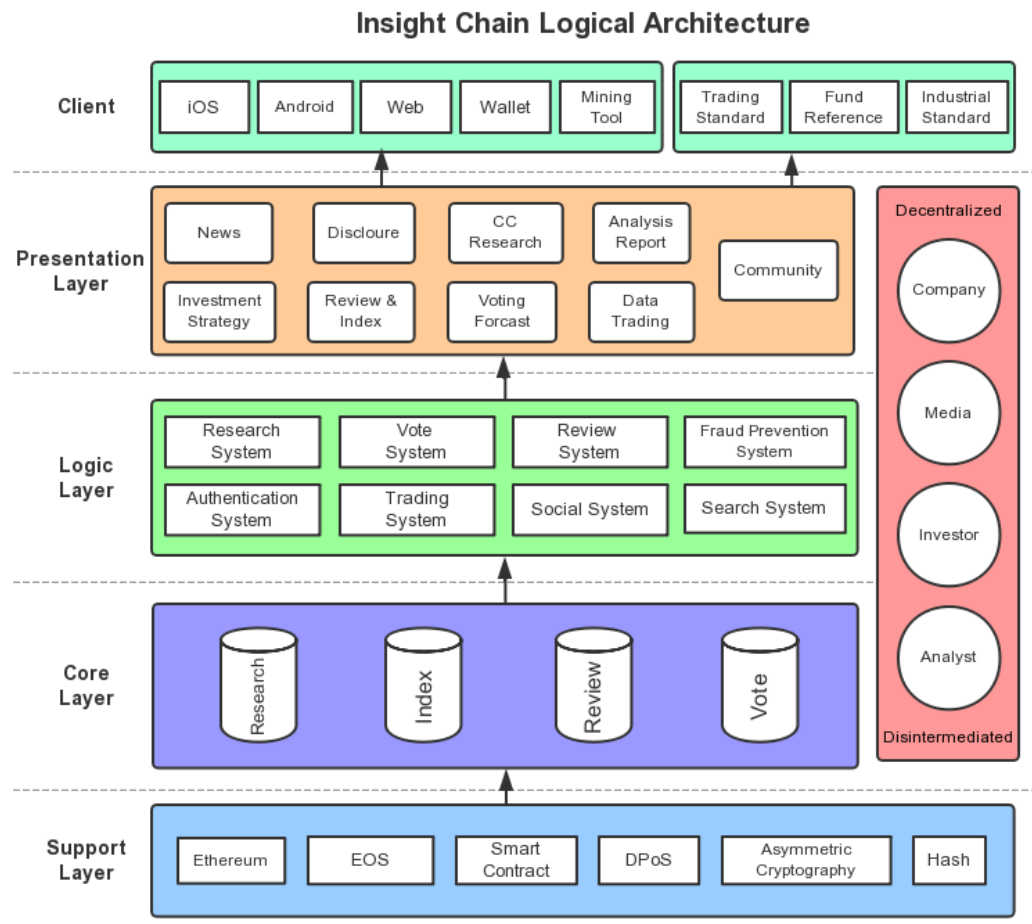 Insight Chain Logical Architecture
Client
iOS
Android
Web
Wallet
Mining
Tool
Trading
Standard
Fund
Reference
Industrial
Standard
Presentation
Layer
News
Discloure
CC
Research
Analysis
Report
Community
Investment
Strategy
Review &
Index
Voting
Forcast
Data
Trading
Decentralized
Company
Media
Investor
Analyst
Disintermediated
Logic
Layer
Research
System
Vote
System
Review
System
Fraud Prevention
System
Authentication
System
Trading
System
Social System
Search System
Core
Layer
Research
Index
Review
Vote
Support
Layer
Ethereum
EOS
Smart
Contract
DPoS
Asymmetric
Cryptography
Hash